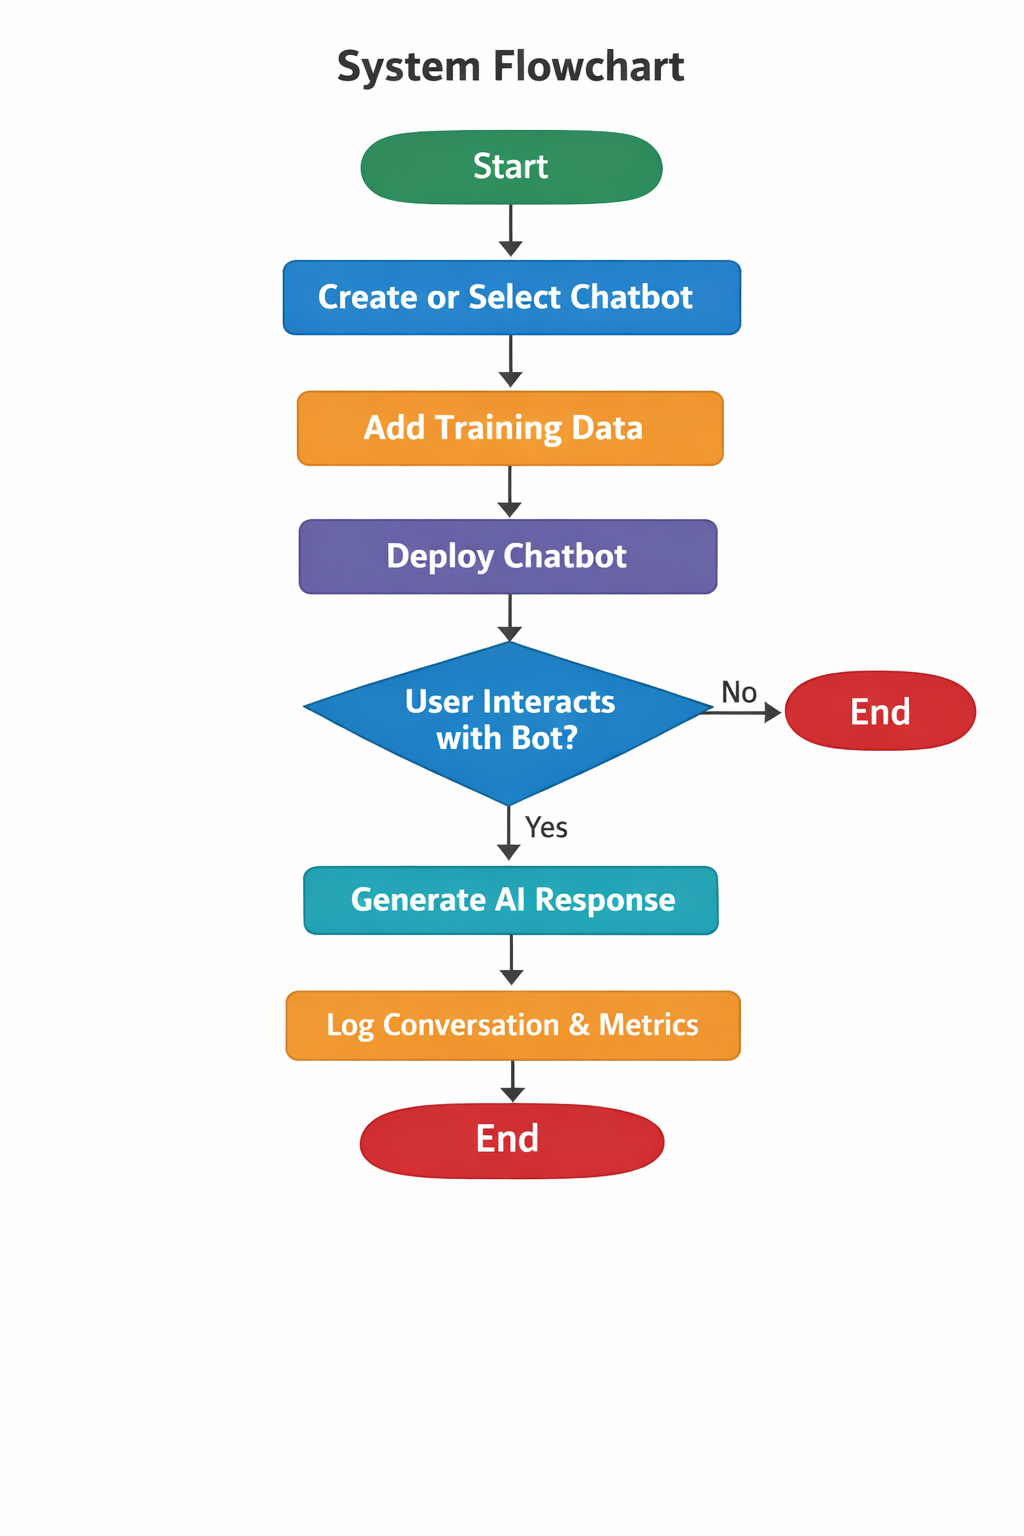 System Flowchart
Start
Create or Select Chatbot
Add Training Data
Deploy Chatbot
User Interacts
with Bot?
No
End
Yes
Generate AI Response
Log Conversation & Metrics
End